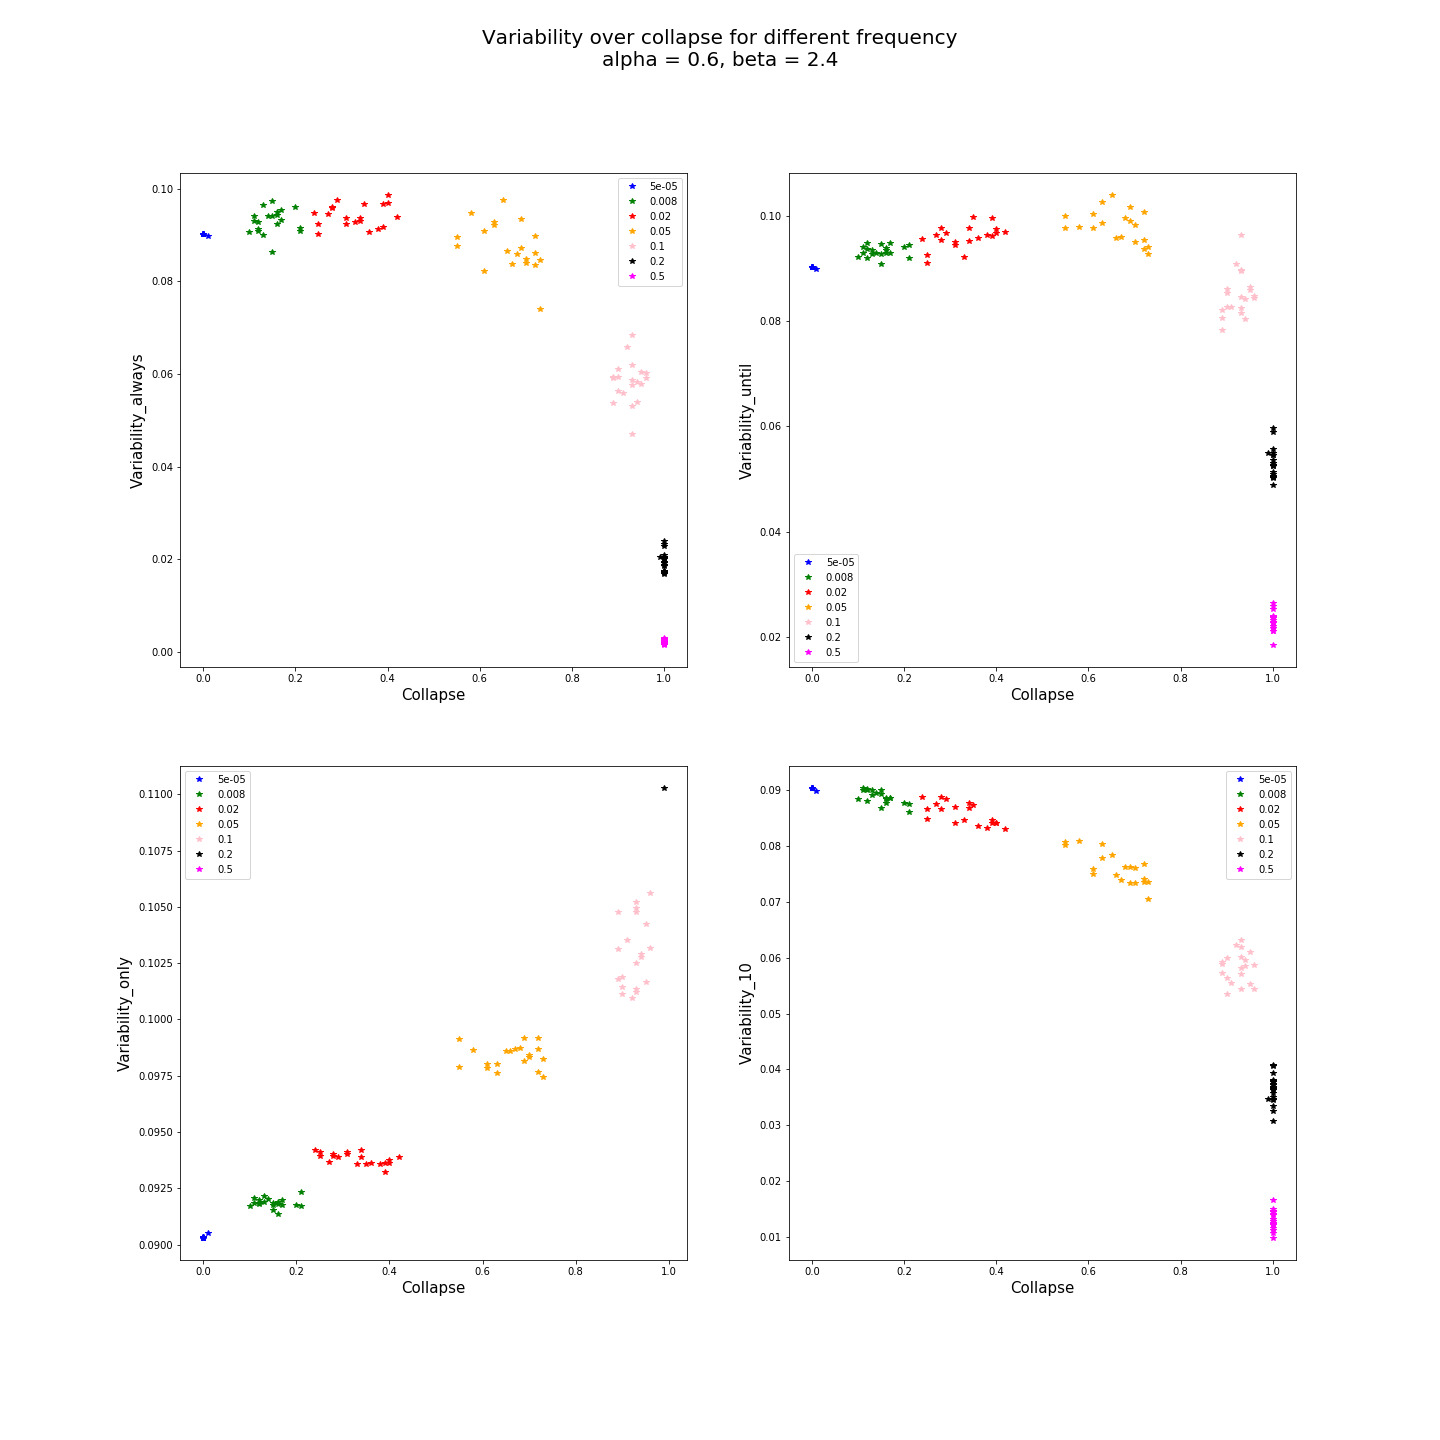 Variability over collapse for different frequency
alpha = 0.6, beta = 2.4
Variability_always
0.10
0.08
0.06
0.04
0.02
0.00
5e-05
0.008
0.02
0.05
0.1
0.2
0.5
0.0 0.2 0.4 0.6 0.8 1.0
Collapse
Variability_until
0.10
0.08
0.06
0.04
0.02
5e-05
0.008
0.02
0.05
0.1
0.2
0.5
0.0 0.2 0.4 0.6 0.8 1.0
Collapse
Variability_only
0.1100
0.1075
0.1050
0.1025
0.1000
0.0975
0.0950
0.0925
0.0900
5e-05
0.008
0.02
0.05
0.1
0.2
0.5
0.0 0.2 0.4 0.6 0.8 1.0
Collapse
Variability_10
0.09
0.08
0.07
0.06
0.05
0.04
0.03
0.02
0.01
5e-05
0.008
0.02
0.05
0.1
0.2
0.5
0.0 0.2 0.4 0.6 0.8 1.0
Collapse